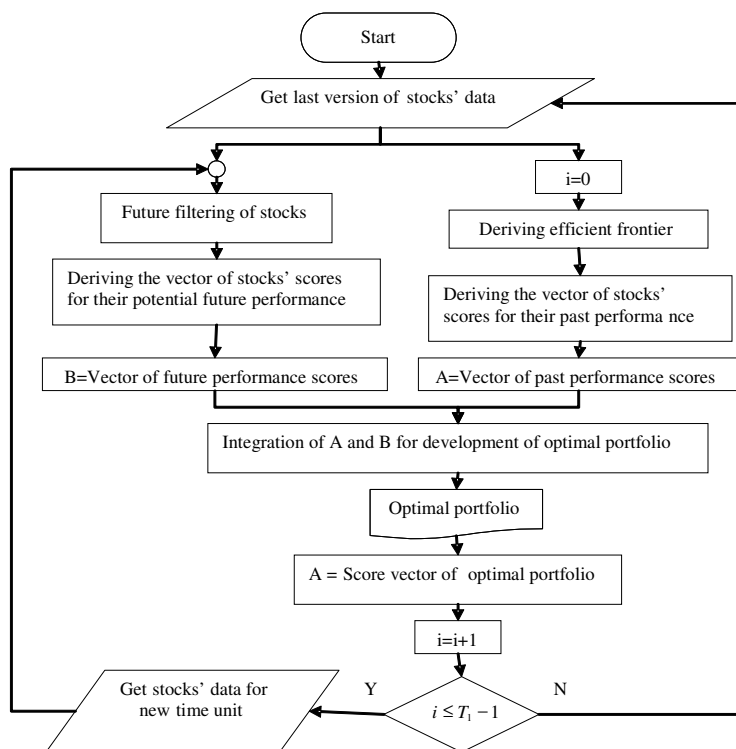 Start
Get last version of stocks' data
i=0
Future filtering of stocks
Deriving efficient frontier
Deriving the vector of stocks' scores
for their potential future performance
Deriving the vector of stocks'
scores for their past performa nce
B=Vector of future performance scores
A=Vector of past performance scores
Integration of A and B for development of optimal portfolio
Optimal portfolio
A = Score vector of optimal portfolio
i=i+1
Get stocks' data for
new time unit
Y
i ≤ T₁ − 1
N